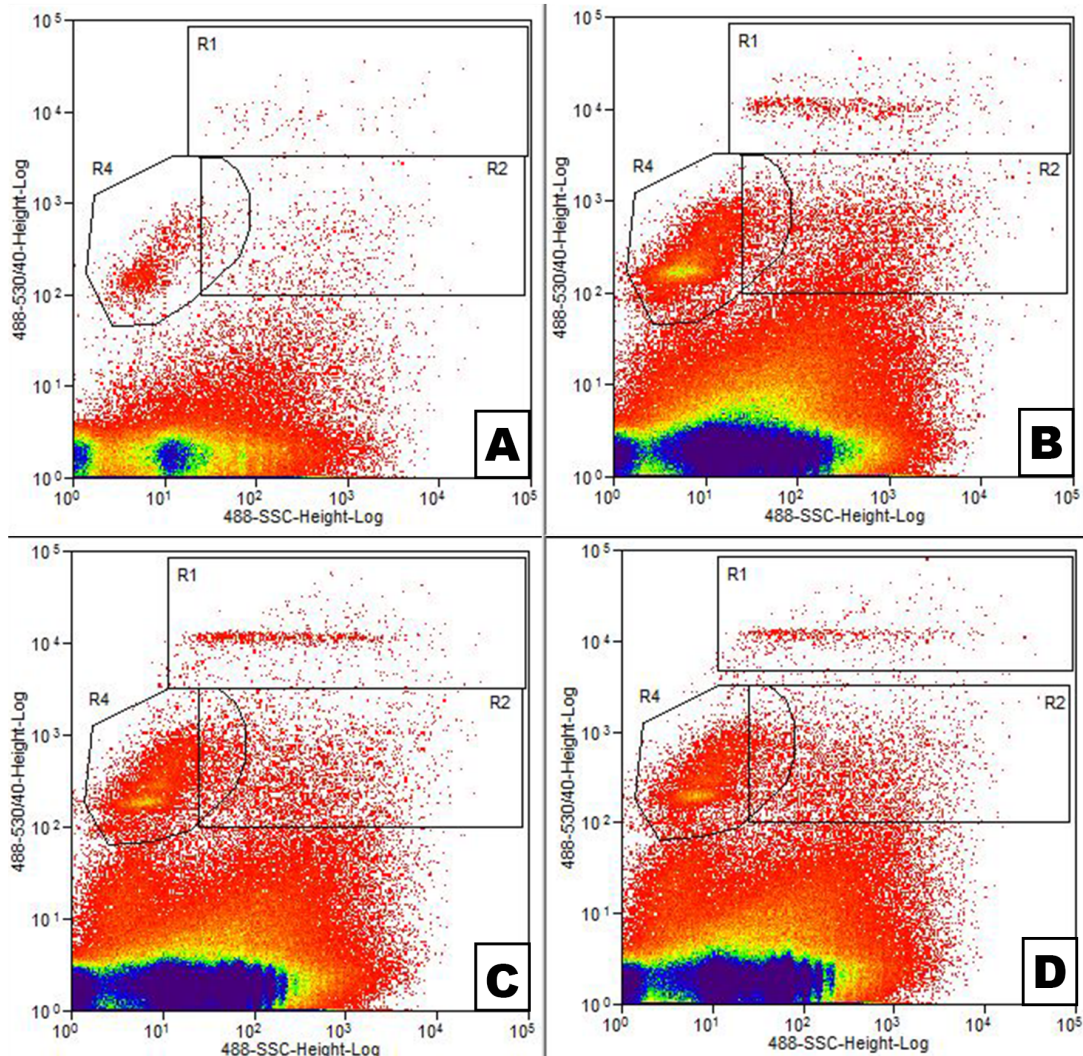 10⁵
R1
10⁴
R4
R2
10³
10²
10¹
10⁰
488-530/40-Height-Log
A
10⁰ 10¹ 10² 10³ 10⁴ 10⁵
488-SSC-Height-Log
10⁵
R1
10⁴
R4
R2
10³
10²
10¹
10⁰
488-530/40-Height-Log
B
10⁰ 10¹ 10² 10³ 10⁴ 10⁵
488-SSC-Height-Log
10⁵
R1
10⁴
R4
R2
10³
10²
10¹
10⁰
488-530/40-Height-Log
C
10⁰ 10¹ 10² 10³ 10⁴ 10⁵
488-SSC-Height-Log
10⁵
R1
10⁴
R4
R2
10³
10²
10¹
10⁰
488-530/40-Height-Log
D
10⁰ 10¹ 10² 10³ 10⁴ 10⁵
488-SSC-Height-Log